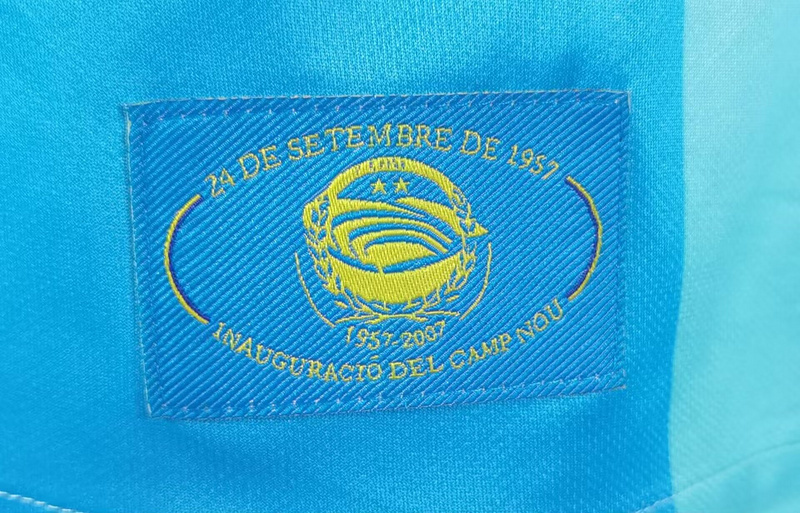 24 DE SETEMBRE DE 1957
1957-2007
INAUGURACIÓ DEL CAMP NOU